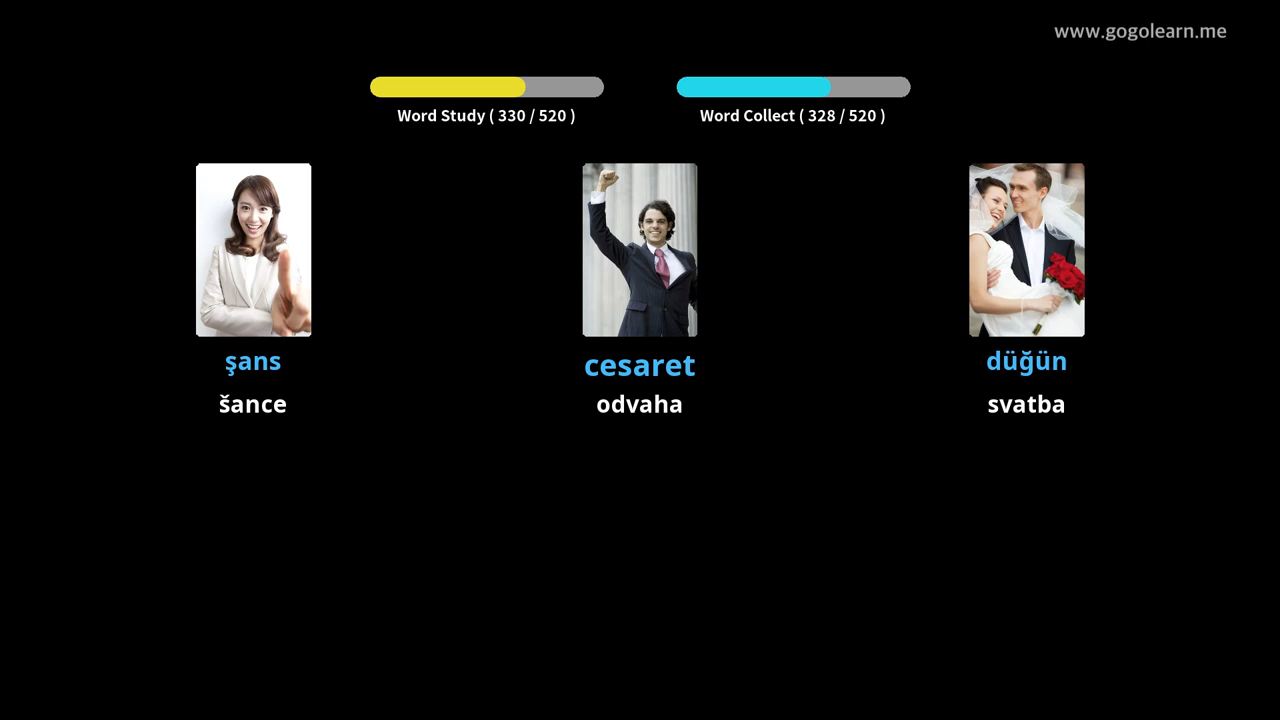 www.gogolearn.me
Word Study ( 330 / 520 )
Word Collect ( 328 / 520 )
şans
cesaret
düğün
šance
odvaha
svatba